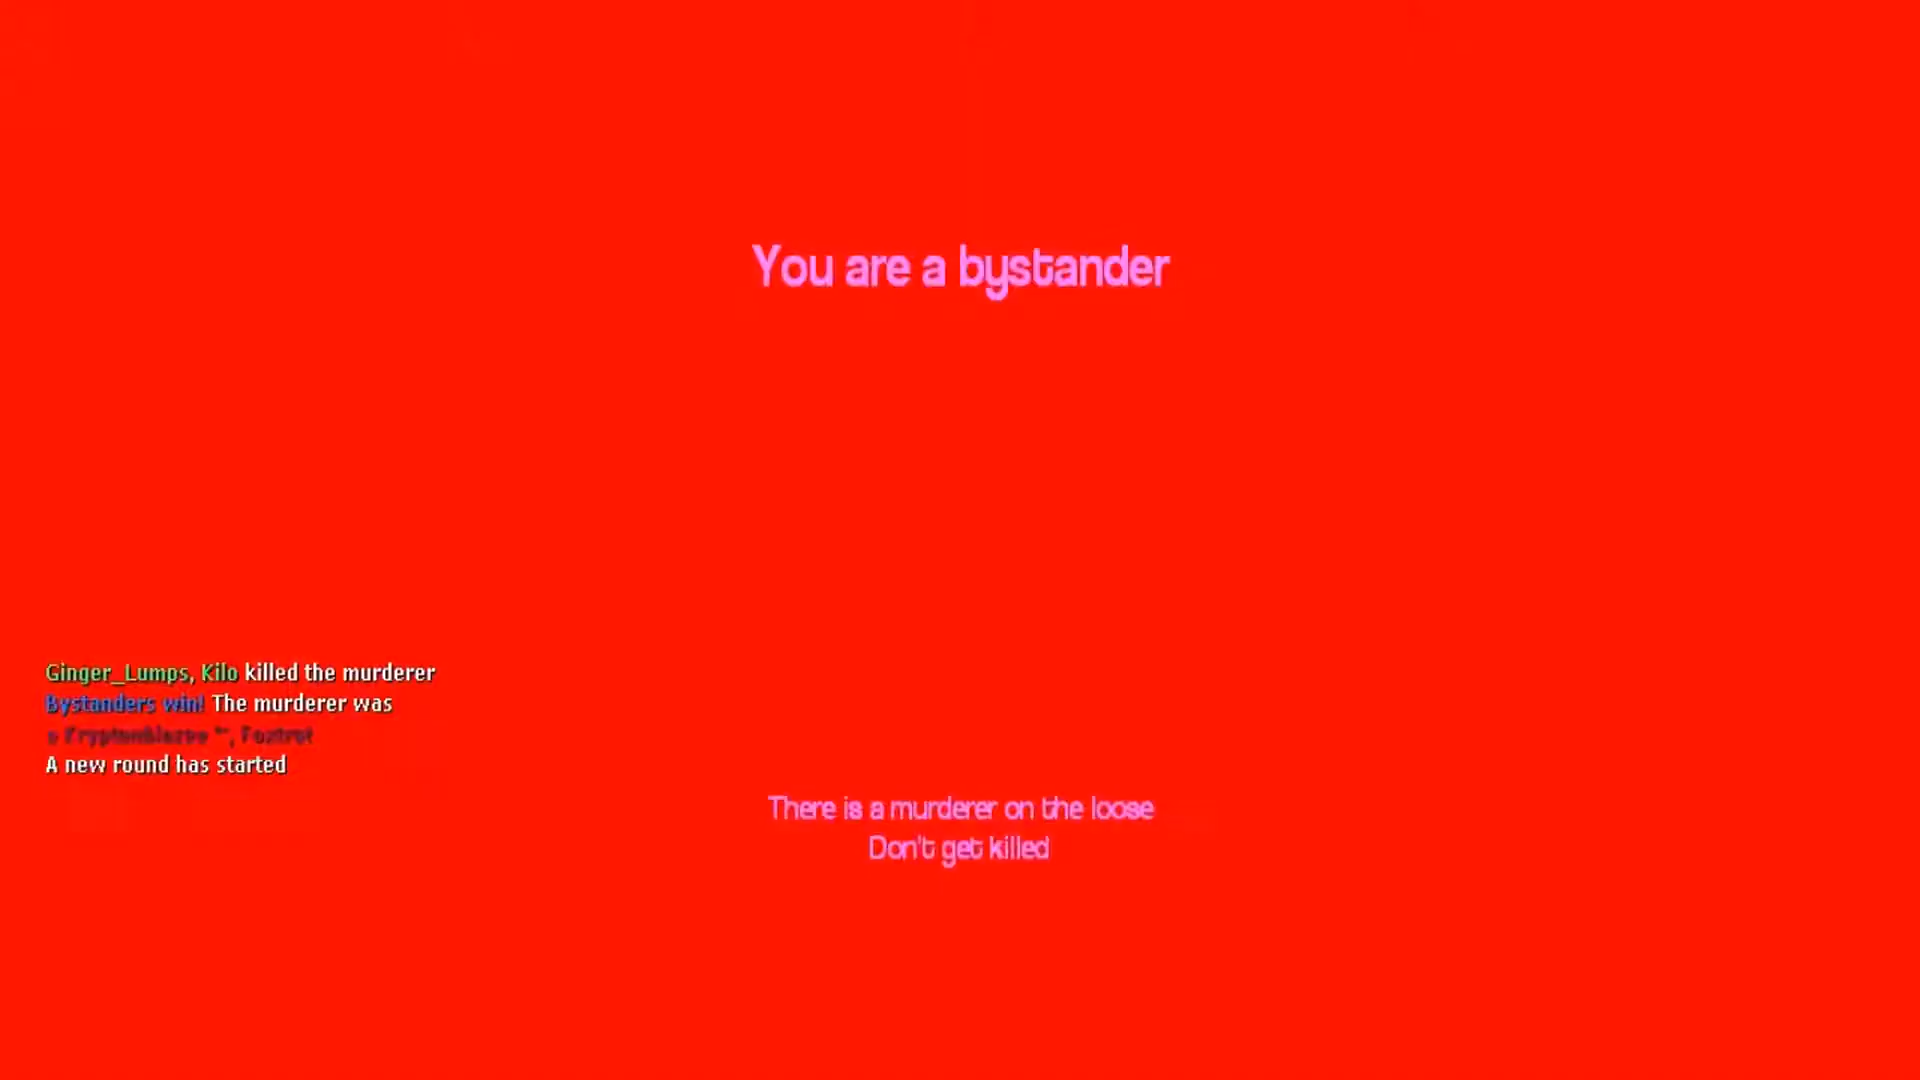 You are a bystander
Ginger_Lumps, Kilo killed the murderer
Bystanders win! The murderer was
Foxtrot
A new round has started
There is a murderer on the loose
Don't get killed